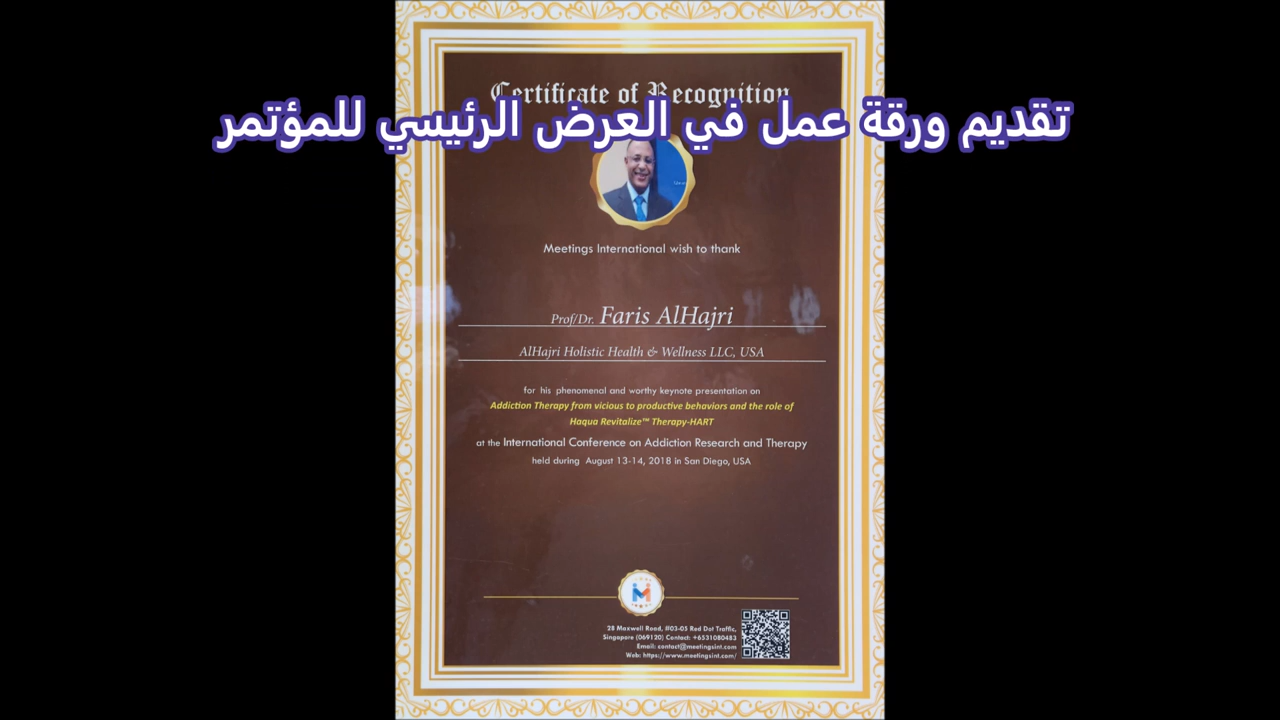 Certificate of Recognition
تقديم ورقة عمل في العرض الرئيسي للمؤتمر
Meetings International wish to thank
Prof/Dr. Faris AlHajri
AlHajri Holistic Health & Wellness LLC, USA
for his phenomenal and worthy keynote presentation on
Addiction Therapy from vicious to productive behaviors and the role of
Haqua Revitalize™ Therapy-HART
at the International Conference on Addiction Research and Therapy
held during August 13-14, 2018 in San Diego, USA
28 Maxwell Road, #03-05 Red Dot Traffic,
Singapore (069120) Contact: +6531080483
Email: contact@meetingsint.com
Web: https://www.meetingsint.com/